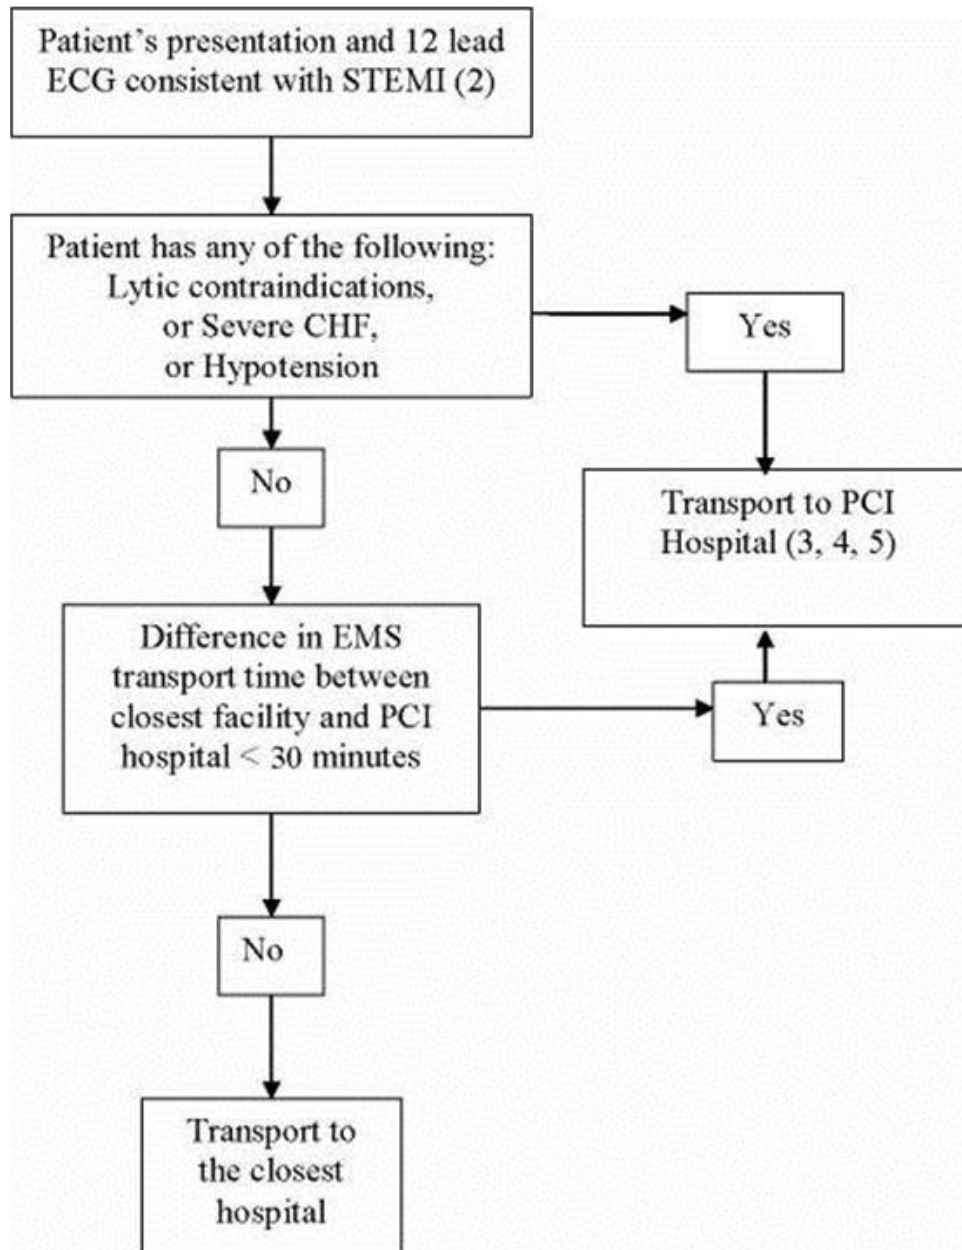 Patient’s presentation and 12 lead
ECG consistent with STEMI (2)
Patient has any of the following:
Lytic contraindications,
or Severe CHF,
or Hypotension
Yes
No
Transport to PCI
Hospital (3, 4, 5)
Difference in EMS
transport time between
closest facility and PCI
hospital < 30 minutes
Yes
No
Transport to
the closest
hospital